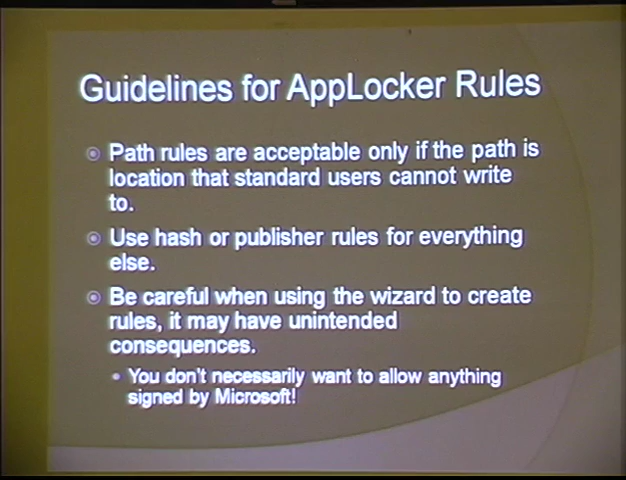 Guidelines for AppLocker Rules
Path rules are acceptable only if the path is
location that standard users cannot write
to.
Use hash or publisher rules for everything
else.
Be careful when using the wizard to create
rules, it may have unintended
consequences.
You don't necessarily want to allow anything
signed by Microsoft!